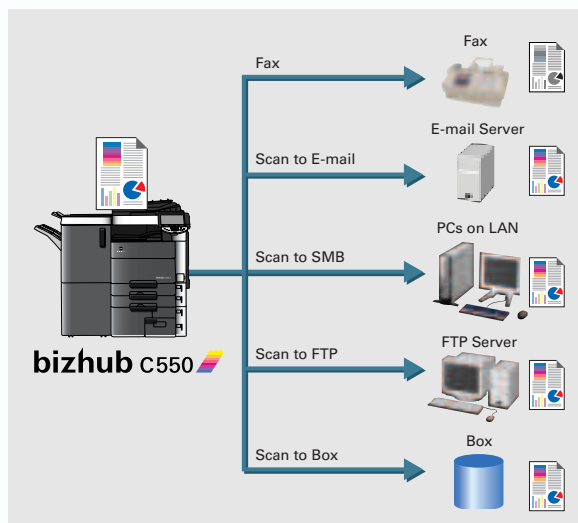 Fax
Fax
Scan to E-mail
E-mail Server
Scan to SMB
PCs on LAN
Scan to FTP
FTP Server
Scan to Box
Box
bizhub C550